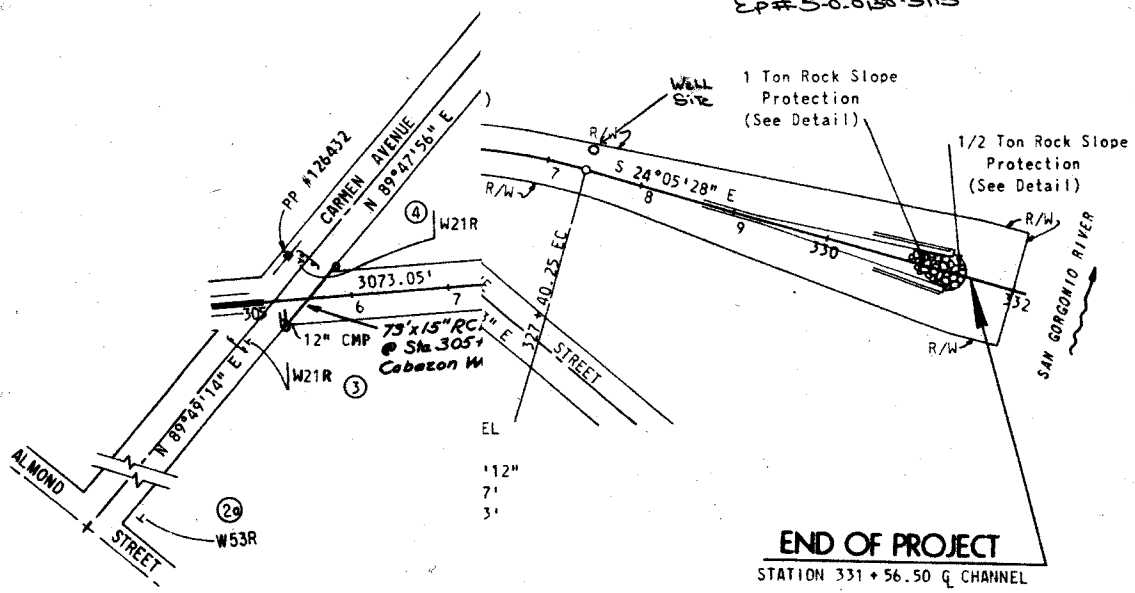 WELL
SITE
1 Ton Rock Slope
Protection
(See Detail)
1/2 Ton Rock Slope
Protection
(See Detail)
R/W
S 24°05'28" E
R/W
7
8
9
330
R/W
332
R/W
SAN GORGONIO RIVER
327 + 40.25 EC
PP #126432
CARMEN AVENUE
N 89°47'56" E
4
W21R
3073.05'
305
6
7
12" CMP
73'x15" RC
@ Sta 305+
Cabazon
W21R
3
N 89°49'14" E
STREET
EL
'12"
7'
3'
ALMOND
STREET
2a
W53R
END OF PROJECT
STATION 331 + 56.50 ℄ CHANNEL